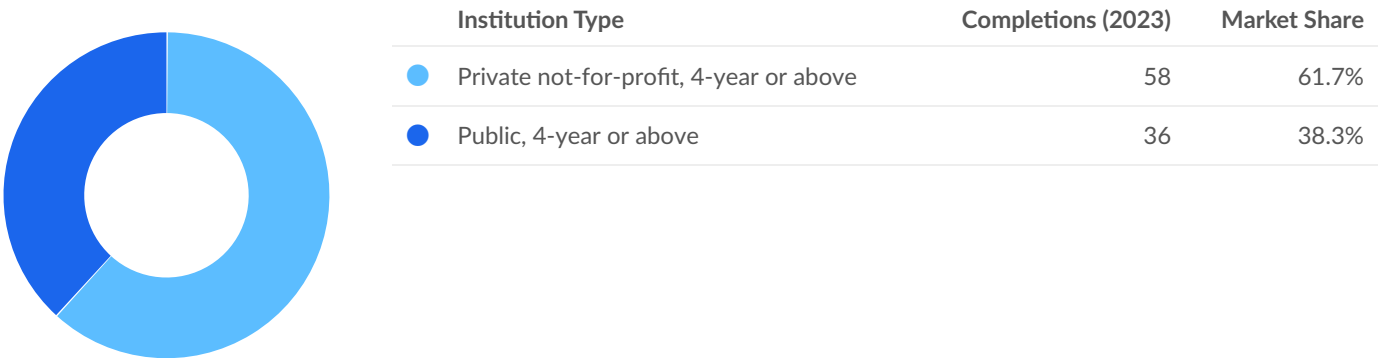 Institution Type Completions (2023) Market Share
Private not-for-profit, 4-year or above 58 61.7%
Public, 4-year or above 36 38.3%